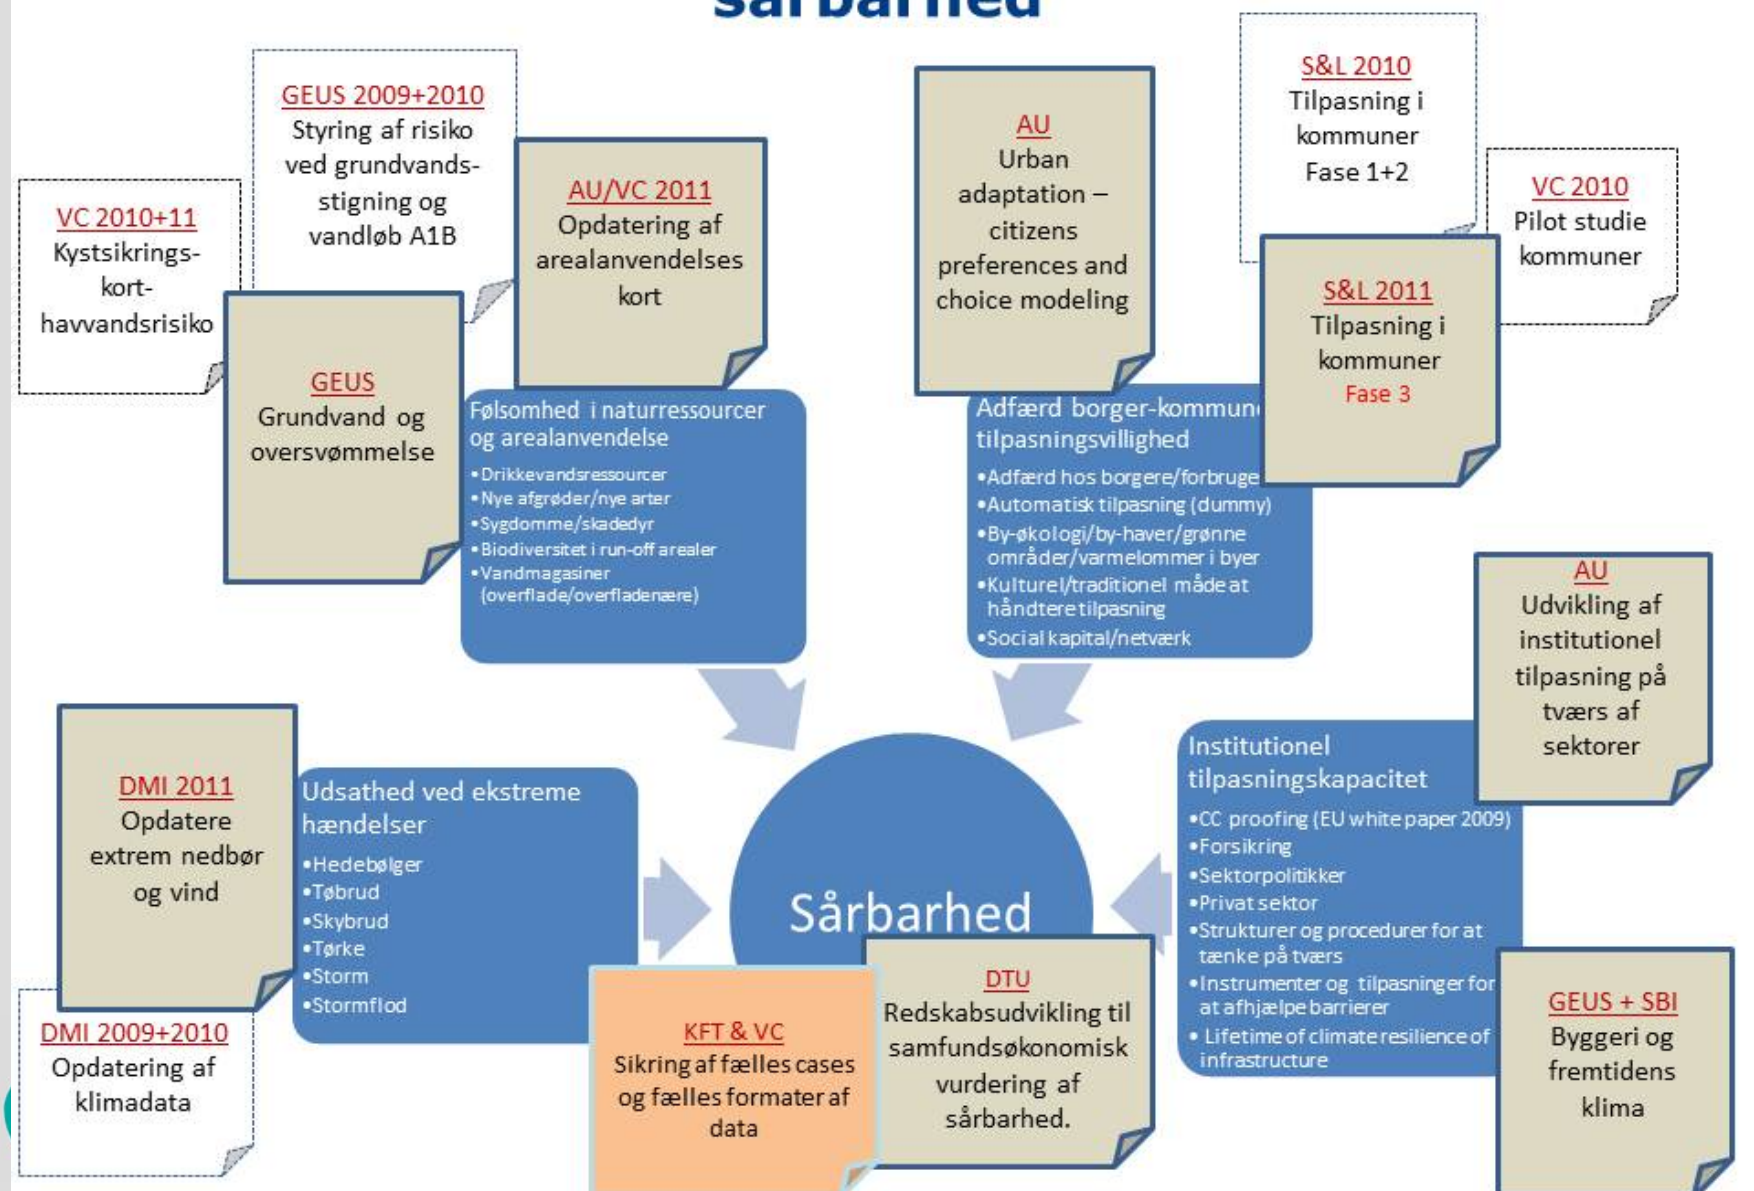 sårbarhed
GEUS 2009+2010
Styring af risiko
ved grundvands-
stigning og
vandløb A1B
VC 2010+11
Kystsikrings-
kort-
havvandsrisiko
AU/VC 2011
Opdatering af
arealanvendelses
kort
GEUS
Grundvand og
oversvømmelse
Følsomhed i naturressourcer
og arealanvendelse
•Drikkevandsressourcer
•Nye afgrøder/nye arter
•Sygdomme/skadedyr
•Biodiversitet i run-off arealer
•Vandmagasiner
(overflade/overfladenære)
AU
Urban
adaptation –
citizens
preferences and
choice modeling
S&L 2010
Tilpasning i
kommuner
Fase 1+2
VC 2010
Pilot studie
kommuner
S&L 2011
Tilpasning i
kommuner
Fase 3
Adfærd borger-kommun
tilpasningsvillighed
•Adfærd hos borgere/forbruge
•Automatisk tilpasning (dummy)
•By-økologi/by-haver/grønne
områder/varmelommer i byer
•Kulturel/traditionel måde at
håndtere tilpasning
•Social kapital/netværk
AU
Udvikling af
institutionel
tilpasning på
tværs af
sektorer
DMI 2011
Opdatere
extrem nedbør
og vind
Udsathed ved ekstreme
hændelser
•Hedebølger
•Tøbrud
•Skybrud
•Tørke
•Storm
•Stormflod
DMI 2009+2010
Opdatering af
klimadata
Sårbarhed
KFT & VC
Sikring af fælles cases
og fælles formater af
data
DTU
Redskabsudvikling til
samfundsøkonomisk
vurdering af
sårbarhed.
Institutionel
tilpasningskapacitet
•CC proofing (EU white paper 2009)
•Forsikring
•Sektorpolitikker
•Privat sektor
•Strukturer og procedurer for at
tænke på tværs
•Instrumenter og tilpasninger for
at afhjælpe barrierer
• Lifetime of climate resilience of
infrastructure
GEUS + SBI
Byggeri og
fremtidens
klima